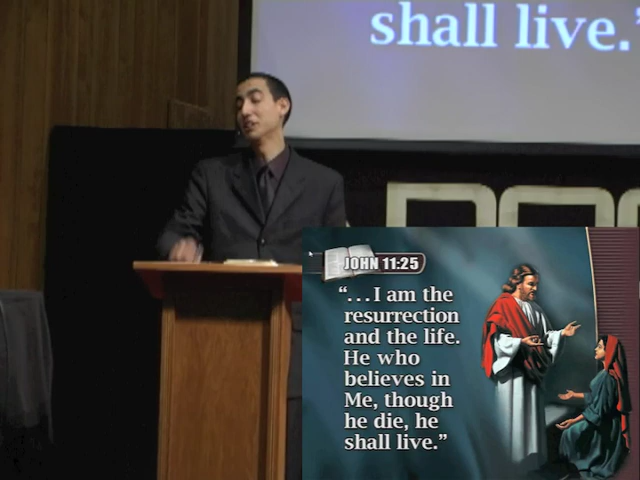 shall live."
JOHN 11:25
"...I am the
resurrection
and the life.
He who
believes in
Me, though
he die, he
shall live."